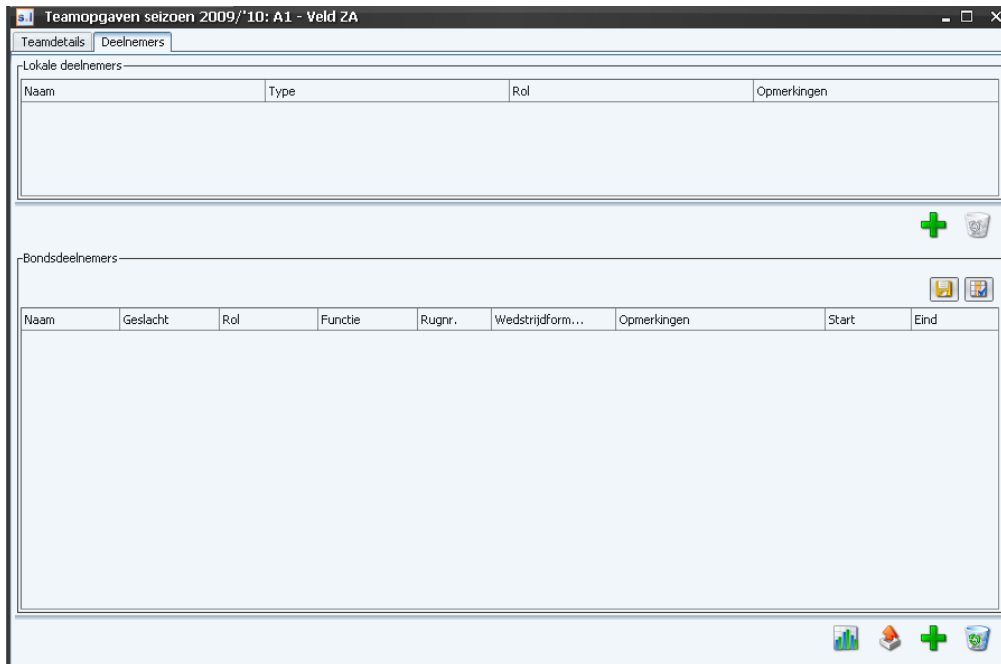 s.l Teamopgaven seizoen 2009/'10: A1 - Veld ZA
Teamdetails Deelnemers
Lokale deelnemers
Naam Type Rol Opmerkingen
Bondsdeelnemers
Naam Geslacht Rol Functie Rugnr. Wedstrijdform... Opmerkingen Start Eind